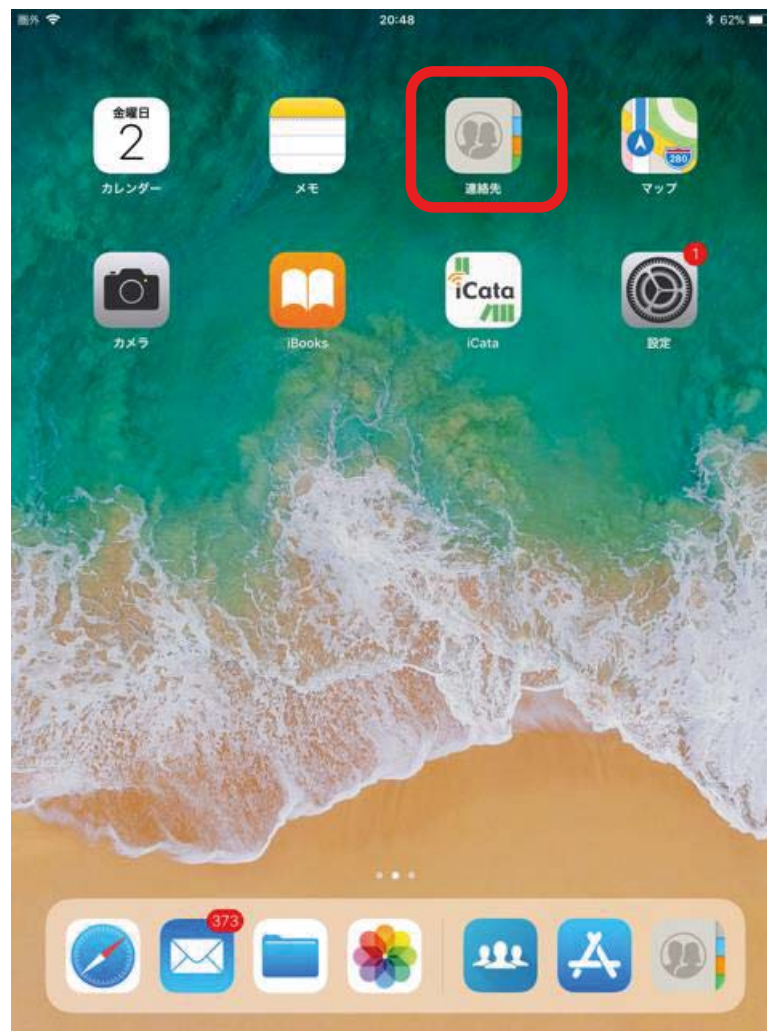 圏外 20:48 62%
金曜日
2
280
カレンダー メモ 連絡先 マップ
iCata
1
カメラ iBooks iCata 設定
373